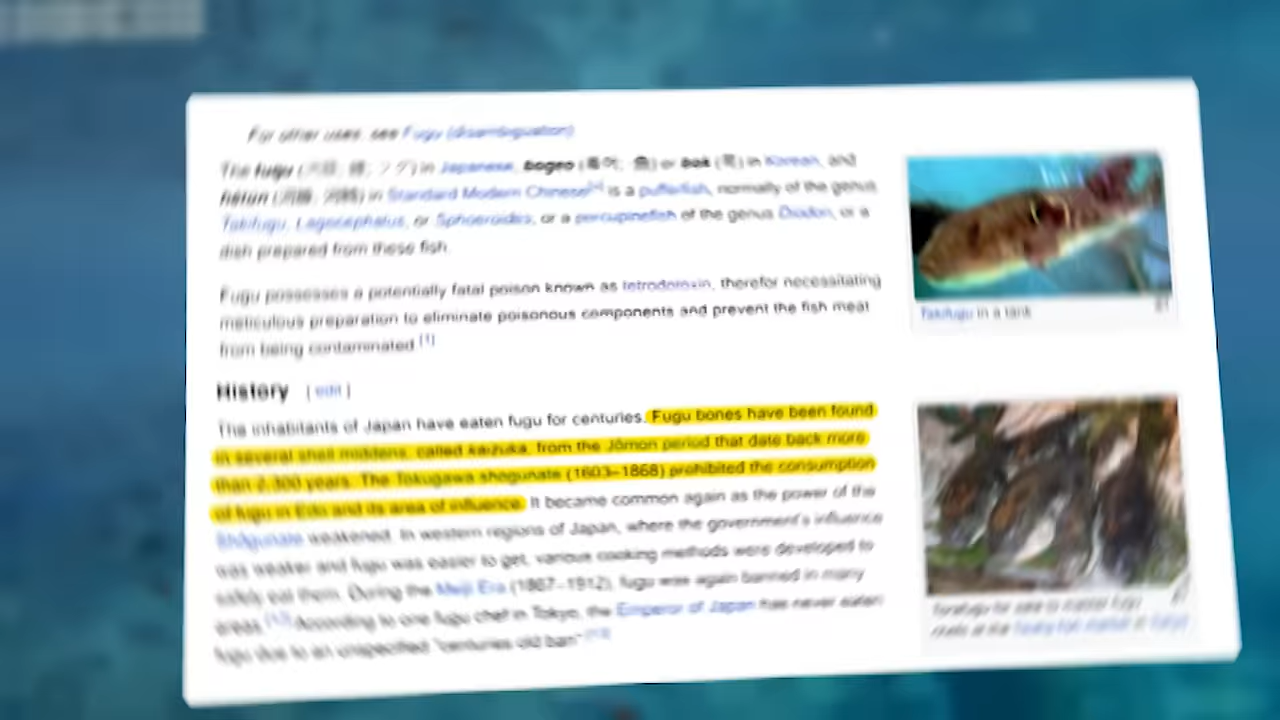 For other uses, see Fugu (disambiguation)
The fugu in Japanese, bogeo or bok in Korean, and
hétún in Standard Modern Chinese is a pufferfish, normally of the genus
Takifugu, Lagocephalus, or Sphoeroides, or a porcupinefish of the genus Diodon, or a
dish prepared from these fish.
Fugu possesses a potentially fatal poison known as tetrodotoxin, therefor necessitating
meticulous preparation to eliminate poisonous components and prevent the fish meat
from being contaminated.[1]
History [ edit ]
The inhabitants of Japan have eaten fugu for centuries. Fugu bones have been found
in several shell middens, called kaizuka, from the Jōmon period that date back more
than 2,300 years. The Tokugawa shogunate (1603–1868) prohibited the consumption
of fugu in Edo and its area of influence. It became common again as the power of the
Shōgunate weakened. In western regions of Japan, where the government's influence
was weaker and fugu was easier to get, various cooking methods were developed to
safely eat them. During the Meiji Era (1867–1912), fugu was again banned in many
areas. According to one fugu chef in Tokyo, the Emperor of Japan has never eaten
fugu due to an unspecified "centuries old ban"
Takifugu in a tank